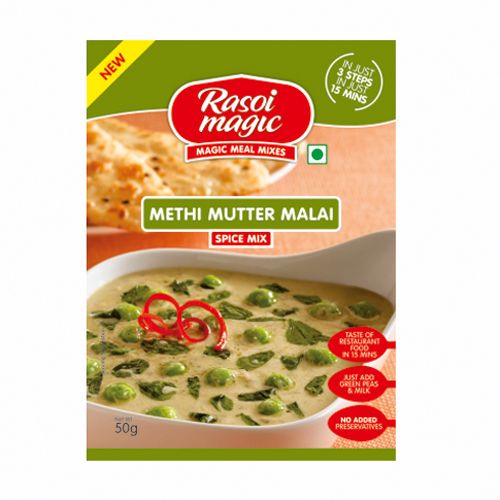 NEW
IN JUST
3 STEPS
IN JUST
15 MINS
Rasoi
magic
MAGIC MEAL MIXES
METHI MUTTER MALAI
SPICE MIX
TASTE OF
RESTAURANT
FOOD
IN 15 MINS
JUST ADD
GREEN PEAS
& MILK
NO ADDED
PRESERVATIVES
NET WT
50g